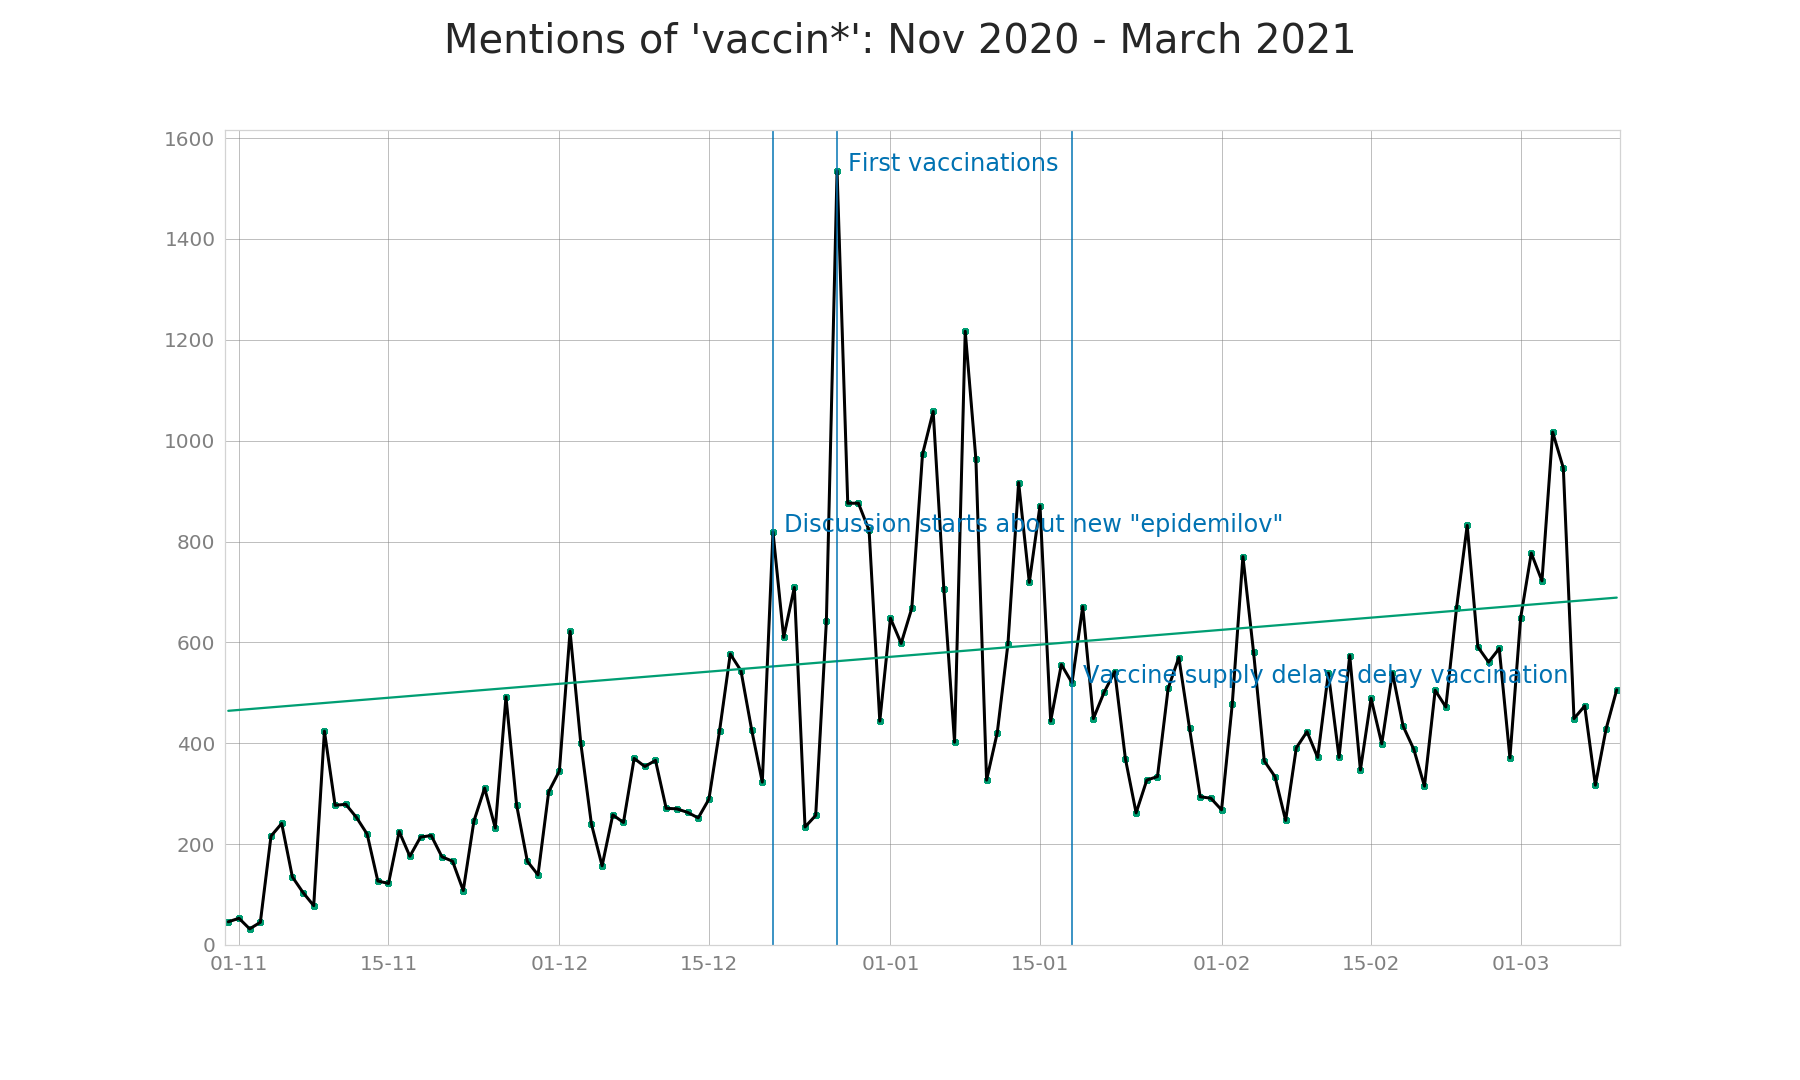 Mentions of 'vaccin*': Nov 2020 - March 2021
1600
First vaccinations
1400
1200
1000
Discussion starts about new "epidemilov"
800
600
Vaccine supply delays delay vaccination
400
200
0
01-11 15-11 01-12 15-12 01-01 15-01 01-02 15-02 01-03